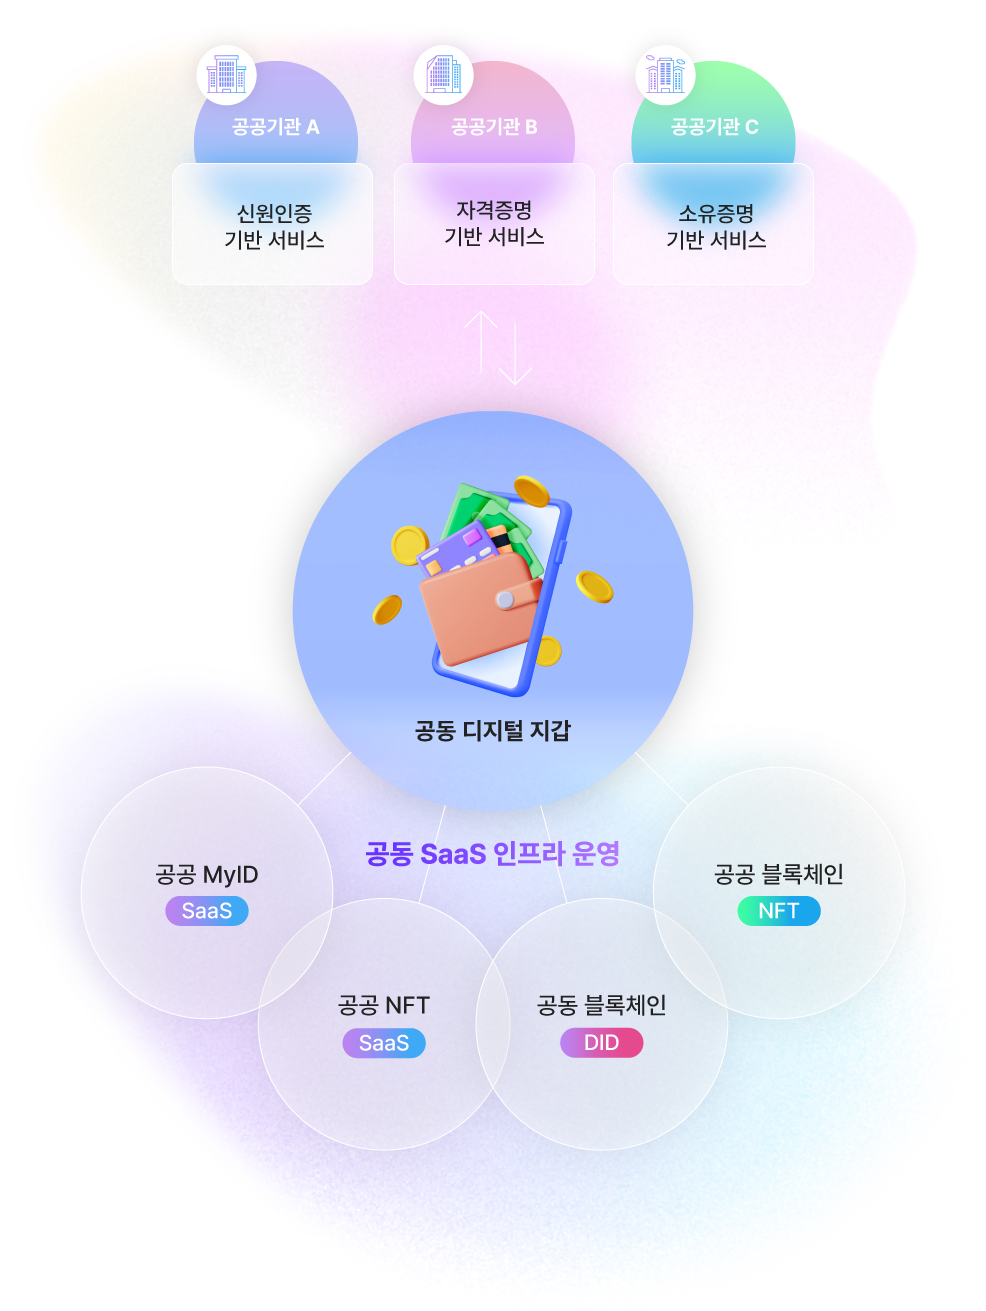 공공기관 A
공공기관 B
공공기관 C
신원인증
기반 서비스
자격증명
기반 서비스
소유증명
기반 서비스
공동 디지털 지갑
공동 SaaS 인프라 운영
공공 MyID
SaaS
공공 블록체인
NFT
공공 NFT
SaaS
공동 블록체인
DID